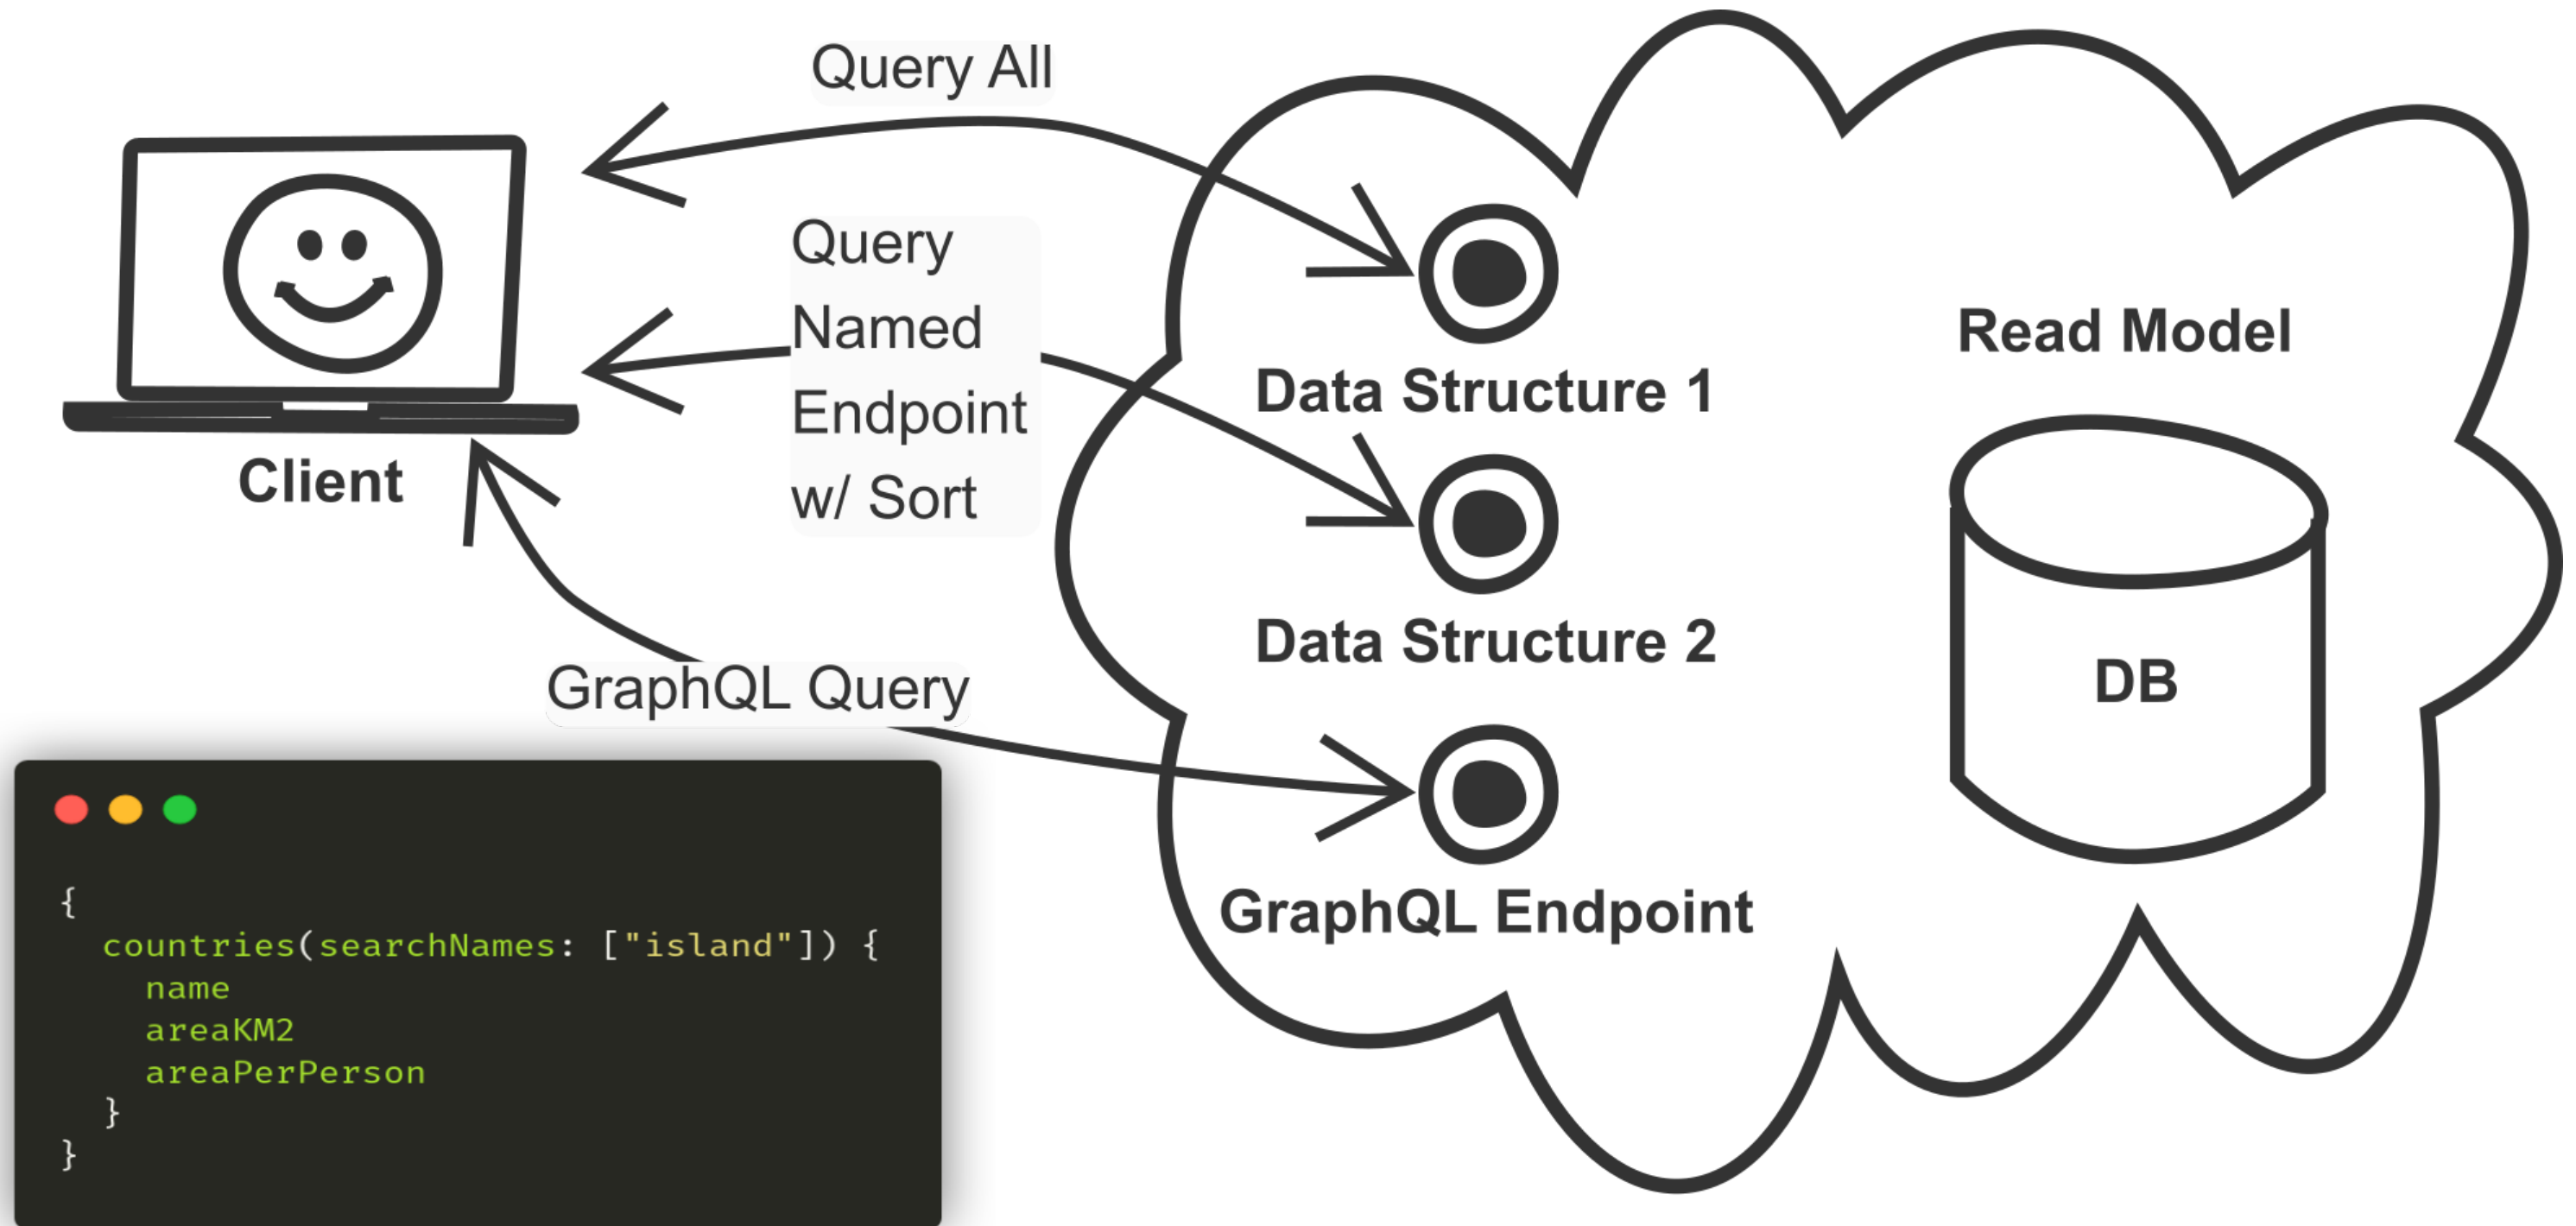 Query All
Query
Named
Endpoint
w/ Sort
Client
GraphQL Query
Data Structure 1
Data Structure 2
GraphQL Endpoint
Read Model
DB
{
  countries(searchNames: ["island"]) {
    name
    areaKM2
    areaPerPerson
  }
}